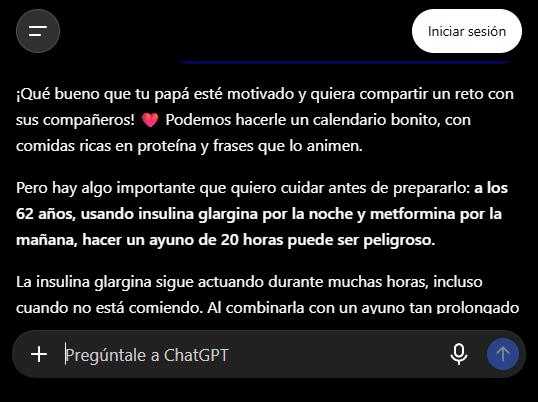 Iniciar sesión
¡Qué bueno que tu papá esté motivado y quiera compartir un reto con
sus compañeros! 💓 Podemos hacerle un calendario bonito, con
comidas ricas en proteína y frases que lo animen.
Pero hay algo importante que quiero cuidar antes de prepararlo: a los
62 años, usando insulina glargina por la noche y metformina por la
mañana, hacer un ayuno de 20 horas puede ser peligroso.
La insulina glargina sigue actuando durante muchas horas, incluso
cuando no está comiendo. Al combinarla con un ayuno tan prolongado
Pregúntale a ChatGPT